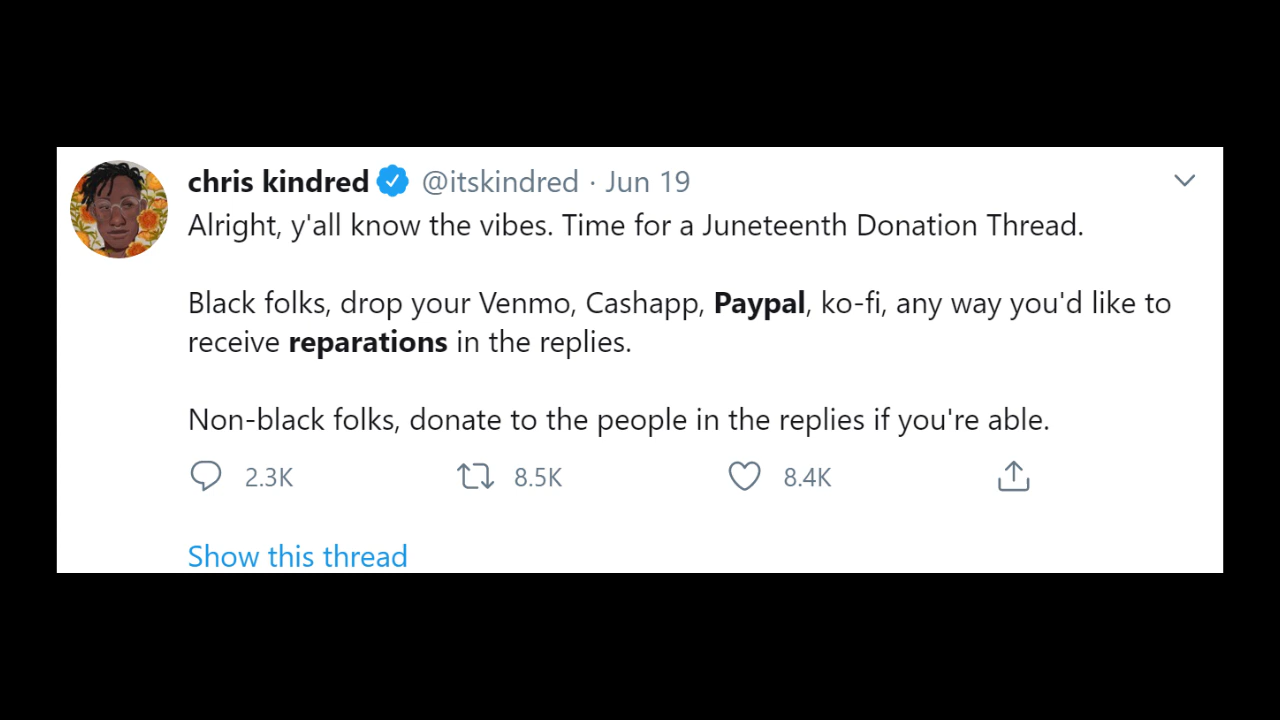 chris kindred @itskindred · Jun 19
Alright, y'all know the vibes. Time for a Juneteenth Donation Thread.
Black folks, drop your Venmo, Cashapp, Paypal, ko-fi, any way you'd like to
receive reparations in the replies.
Non-black folks, donate to the people in the replies if you're able.
2.3K 8.5K 8.4K
Show this thread